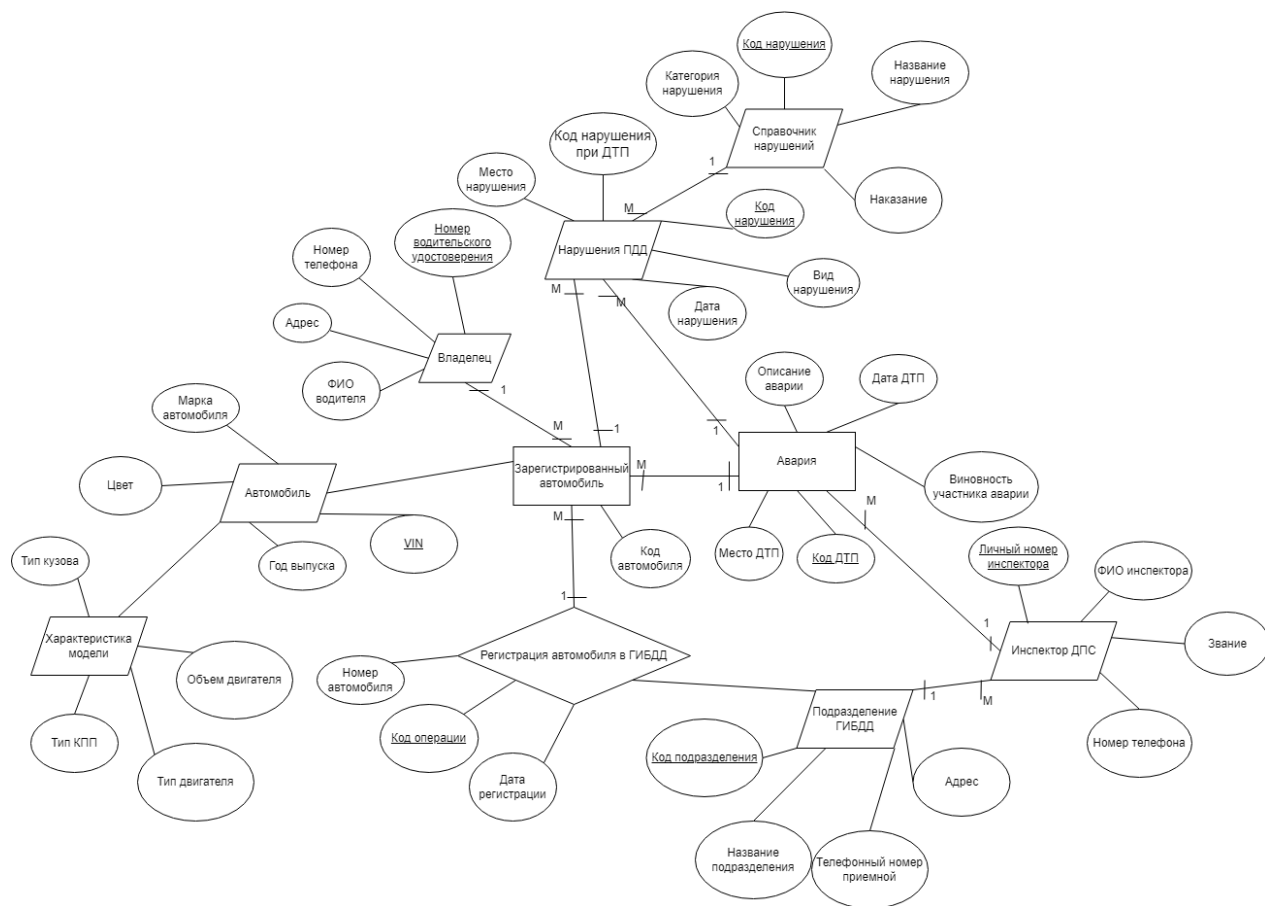 Код нарушения
Категория
нарушения
Название
нарушения
Справочник
нарушений
Наказание
Код нарушения
при ДТП
Место
нарушения
1
М
Код
нарушения
Нарушения ПДД
Вид
нарушения
Дата
нарушения
М
М
Номер
водительского
удостоверения
Номер
телефона
Адрес
ФИО
водителя
Владелец
1
М
1
1
Описание
аварии
Дата ДТП
Авария
Виновность
участника аварии
Место ДТП
Код ДТП
М
Марка
автомобиля
Цвет
Автомобиль
Год выпуска
VIN
Зарегистрированный
автомобиль
М
1
М
Код
автомобиля
1
Тип кузова
Характеристика
модели
Объем двигателя
Тип КПП
Тип двигателя
Регистрация автомобиля в ГИБДД
Номер
автомобиля
Код операции
Дата
регистрации
Личный номер
инспектора
ФИО инспектора
Звание
1
Инспектор ДПС
Номер телефона
М
1
Подразделение
ГИБДД
Код подразделения
Адрес
Название
подразделения
Телефонный номер
приемной